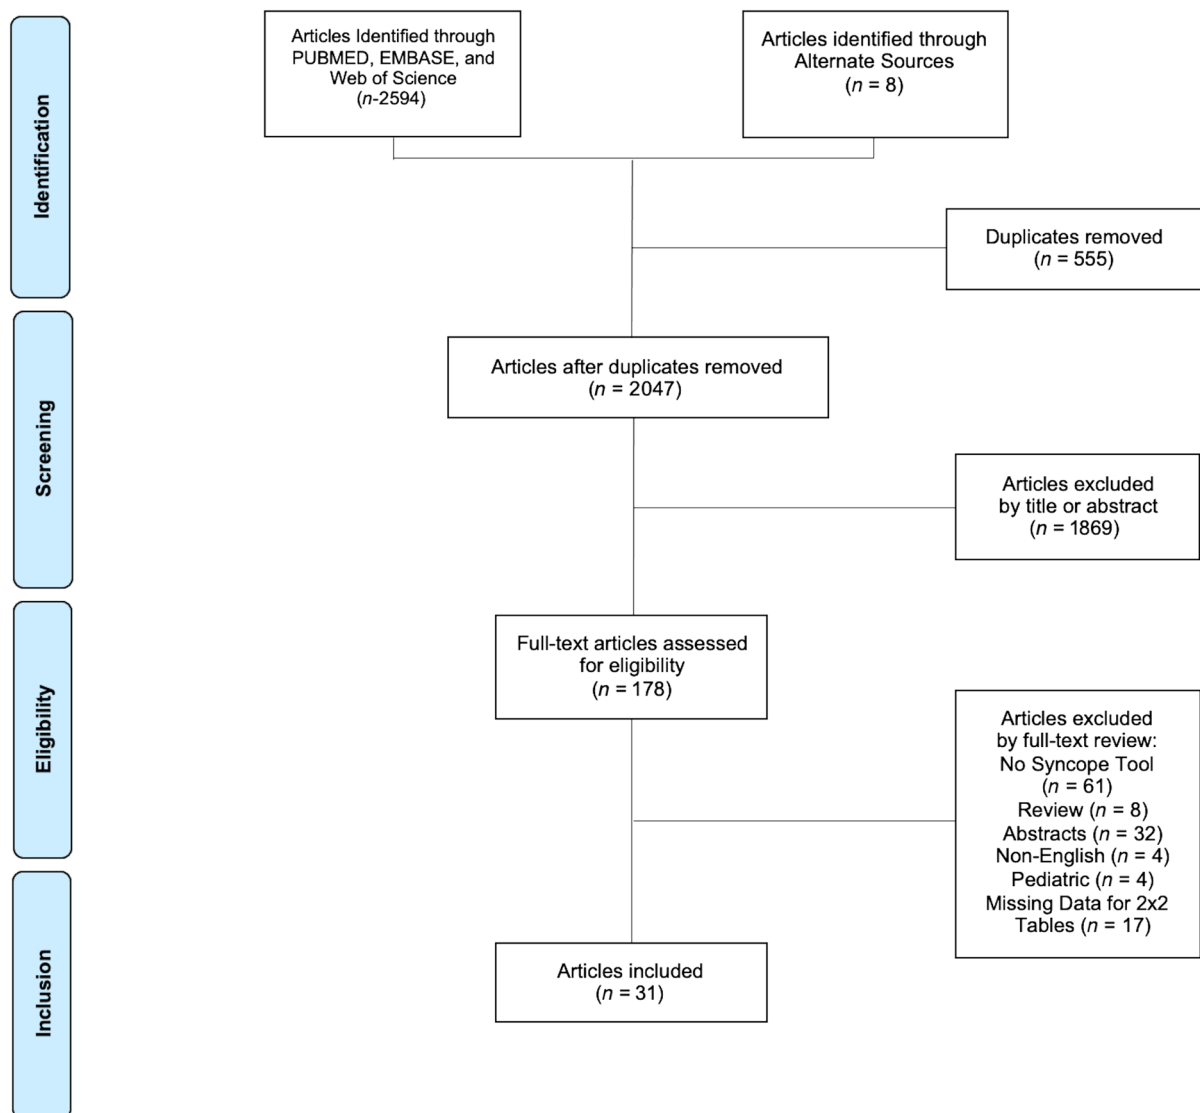 Identification
Articles Identified through
PUBMED, EMBASE, and
Web of Science
(n-2594)
Articles identified through
Alternate Sources
(n = 8)
Duplicates removed
(n = 555)
Screening
Articles after duplicates removed
(n = 2047)
Articles excluded
by title or abstract
(n = 1869)
Eligibility
Full-text articles assessed
for eligibility
(n = 178)
Articles excluded
by full-text review:
No Syncope Tool
(n = 61)
Review (n = 8)
Abstracts (n = 32)
Non-English (n = 4)
Pediatric (n = 4)
Missing Data for 2x2
Tables (n = 17)
Inclusion
Articles included
(n = 31)